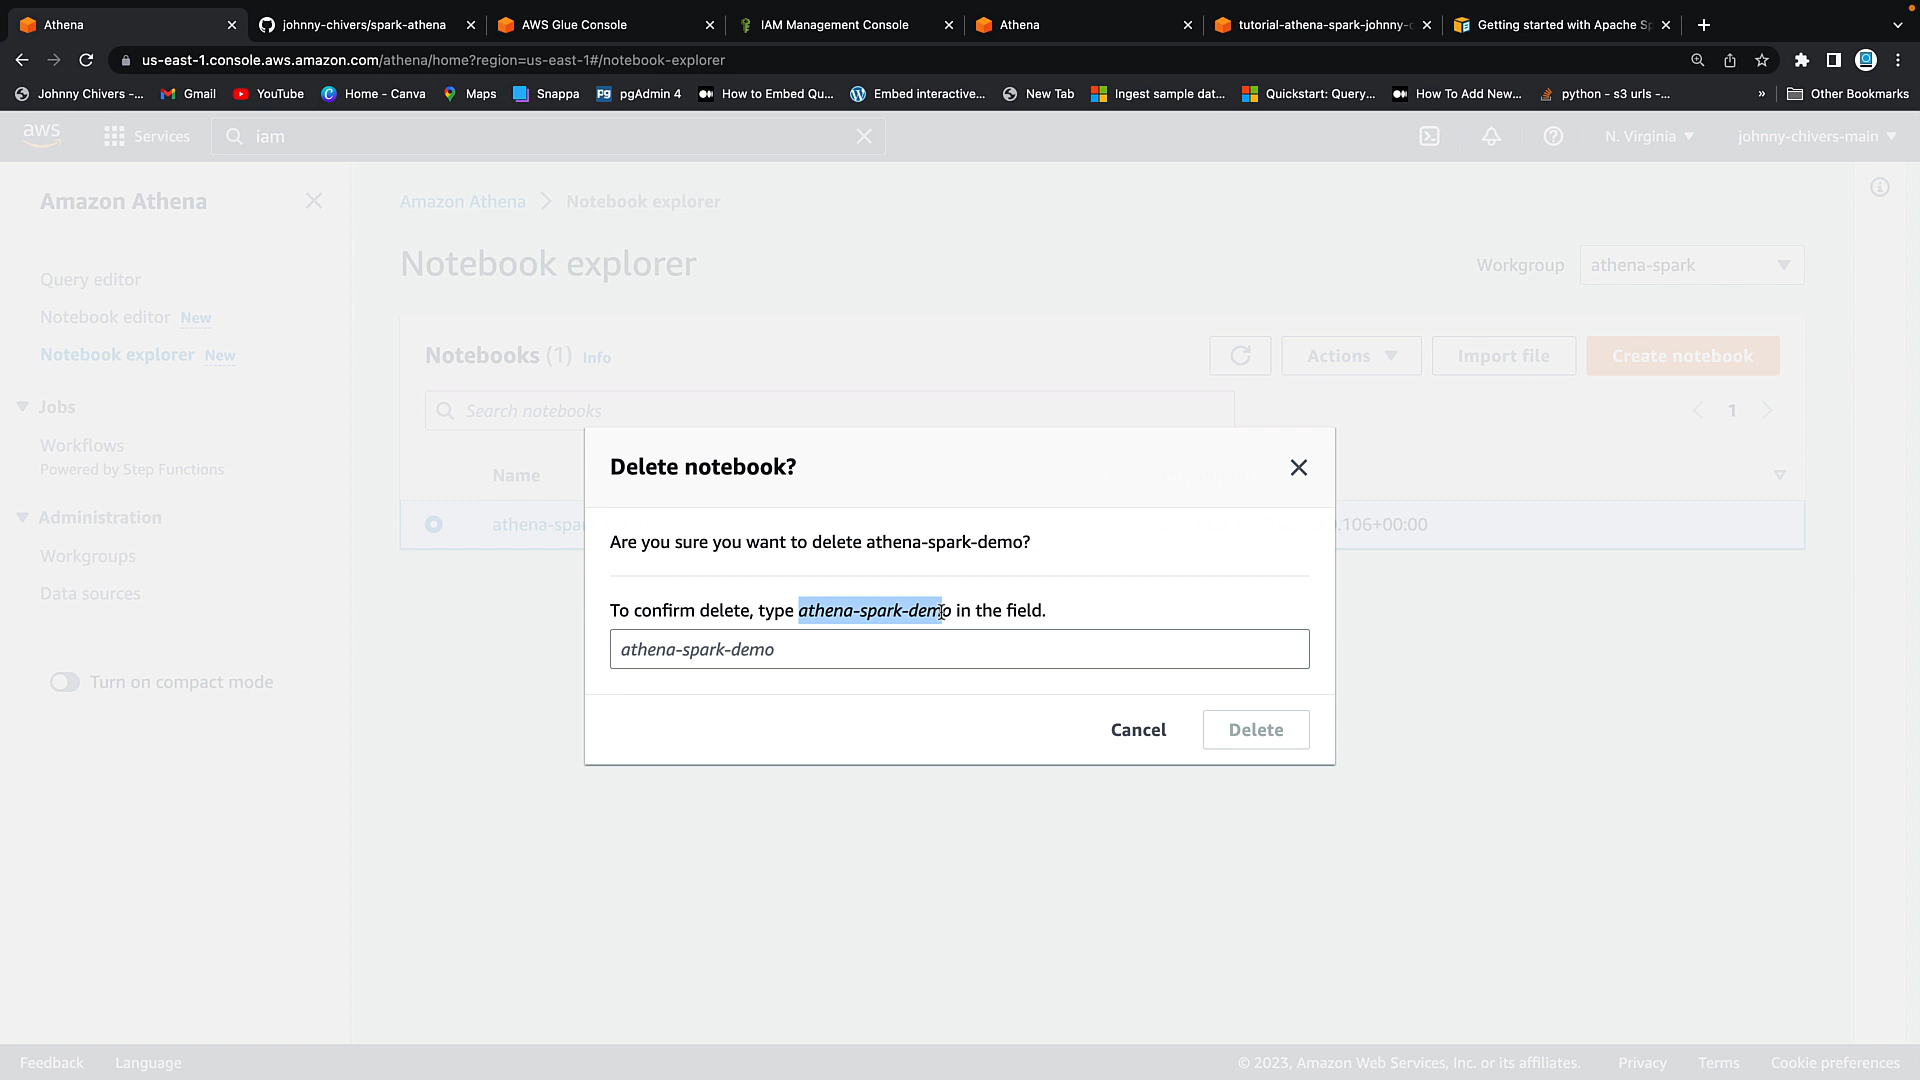 Athena
johnny-chivers/spark-athena
AWS Glue Console
IAM Management Console
Athena
tutorial-athena-spark-johnny-
Getting started with Apache Sp
us-east-1.console.aws.amazon.com/athena/home?region=us-east-1#/notebook-explorer
Johnny Chivers -...
Gmail
YouTube
Home - Canva
Maps
Snappa
Pg pgAdmin 4
How to Embed Qu...
Embed interactive...
New Tab
Ingest sample dat...
Quickstart: Query...
How To Add New...
python - s3 urls -...
»
Other Bookmarks
aws
Services
iam
N. Virginia
johnny-chivers-main
Amazon Athena
Query editor
Notebook editor New
Notebook explorer New
Jobs
Workflows
Powered by Step Functions
Administration
Workgroups
Data sources
Turn on compact mode
Amazon Athena > Notebook explorer
Notebook explorer
Workgroup
athena-spark
Notebooks (1) Info
Actions
Import file
Create notebook
Search notebooks
1
Name
athena-spa
.106+00:00
Delete notebook?
Are you sure you want to delete athena-spark-demo?
To confirm delete, type athena-spark-demo in the field.
athena-spark-demo
Cancel
Delete
Feedback
Language
© 2023, Amazon Web Services, Inc. or its affiliates.
Privacy
Terms
Cookie preferences